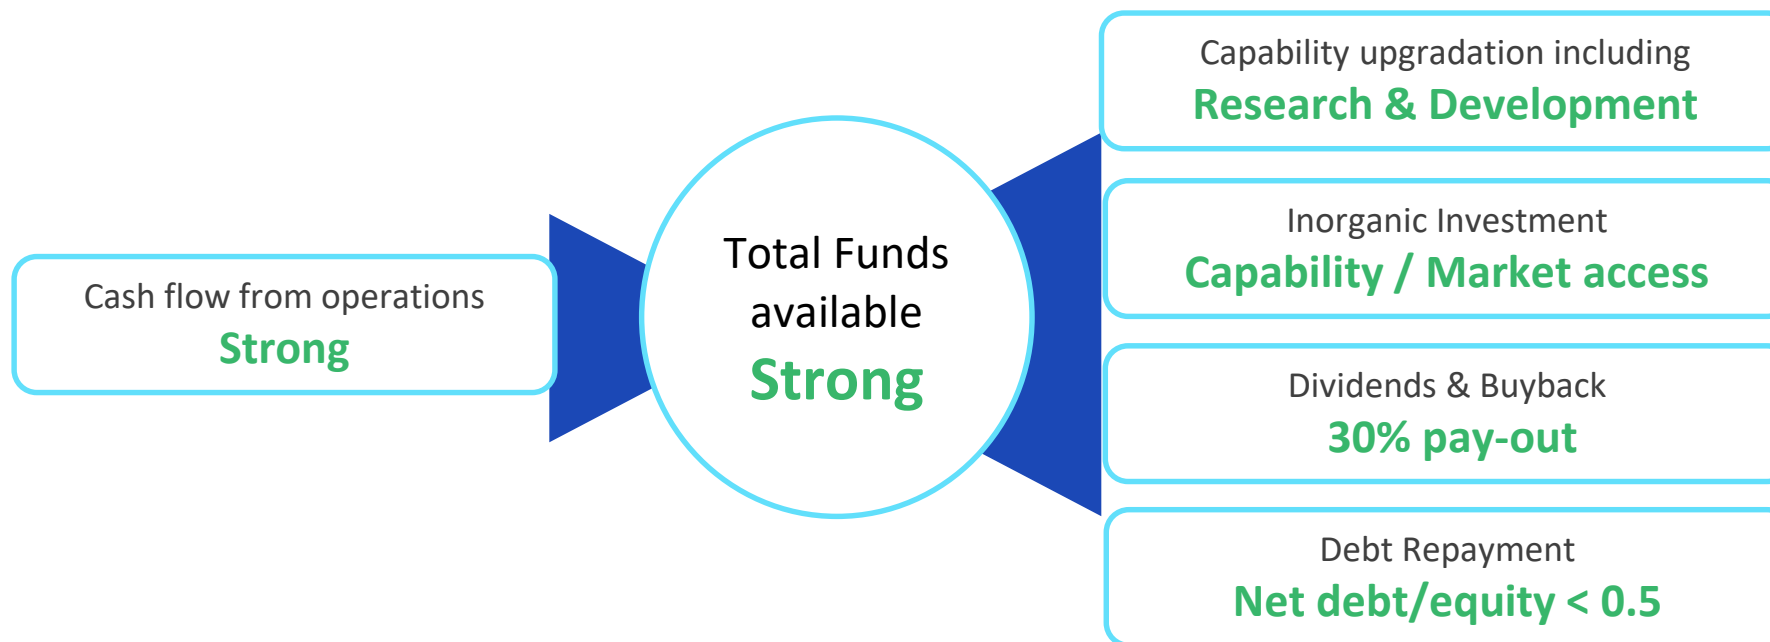 Cash flow from operations
Strong
Total Funds
available
Strong
Capability upgradation including
Research & Development
Inorganic Investment
Capability / Market access
Dividends & Buyback
30% pay-out
Debt Repayment
Net debt/equity < 0.5